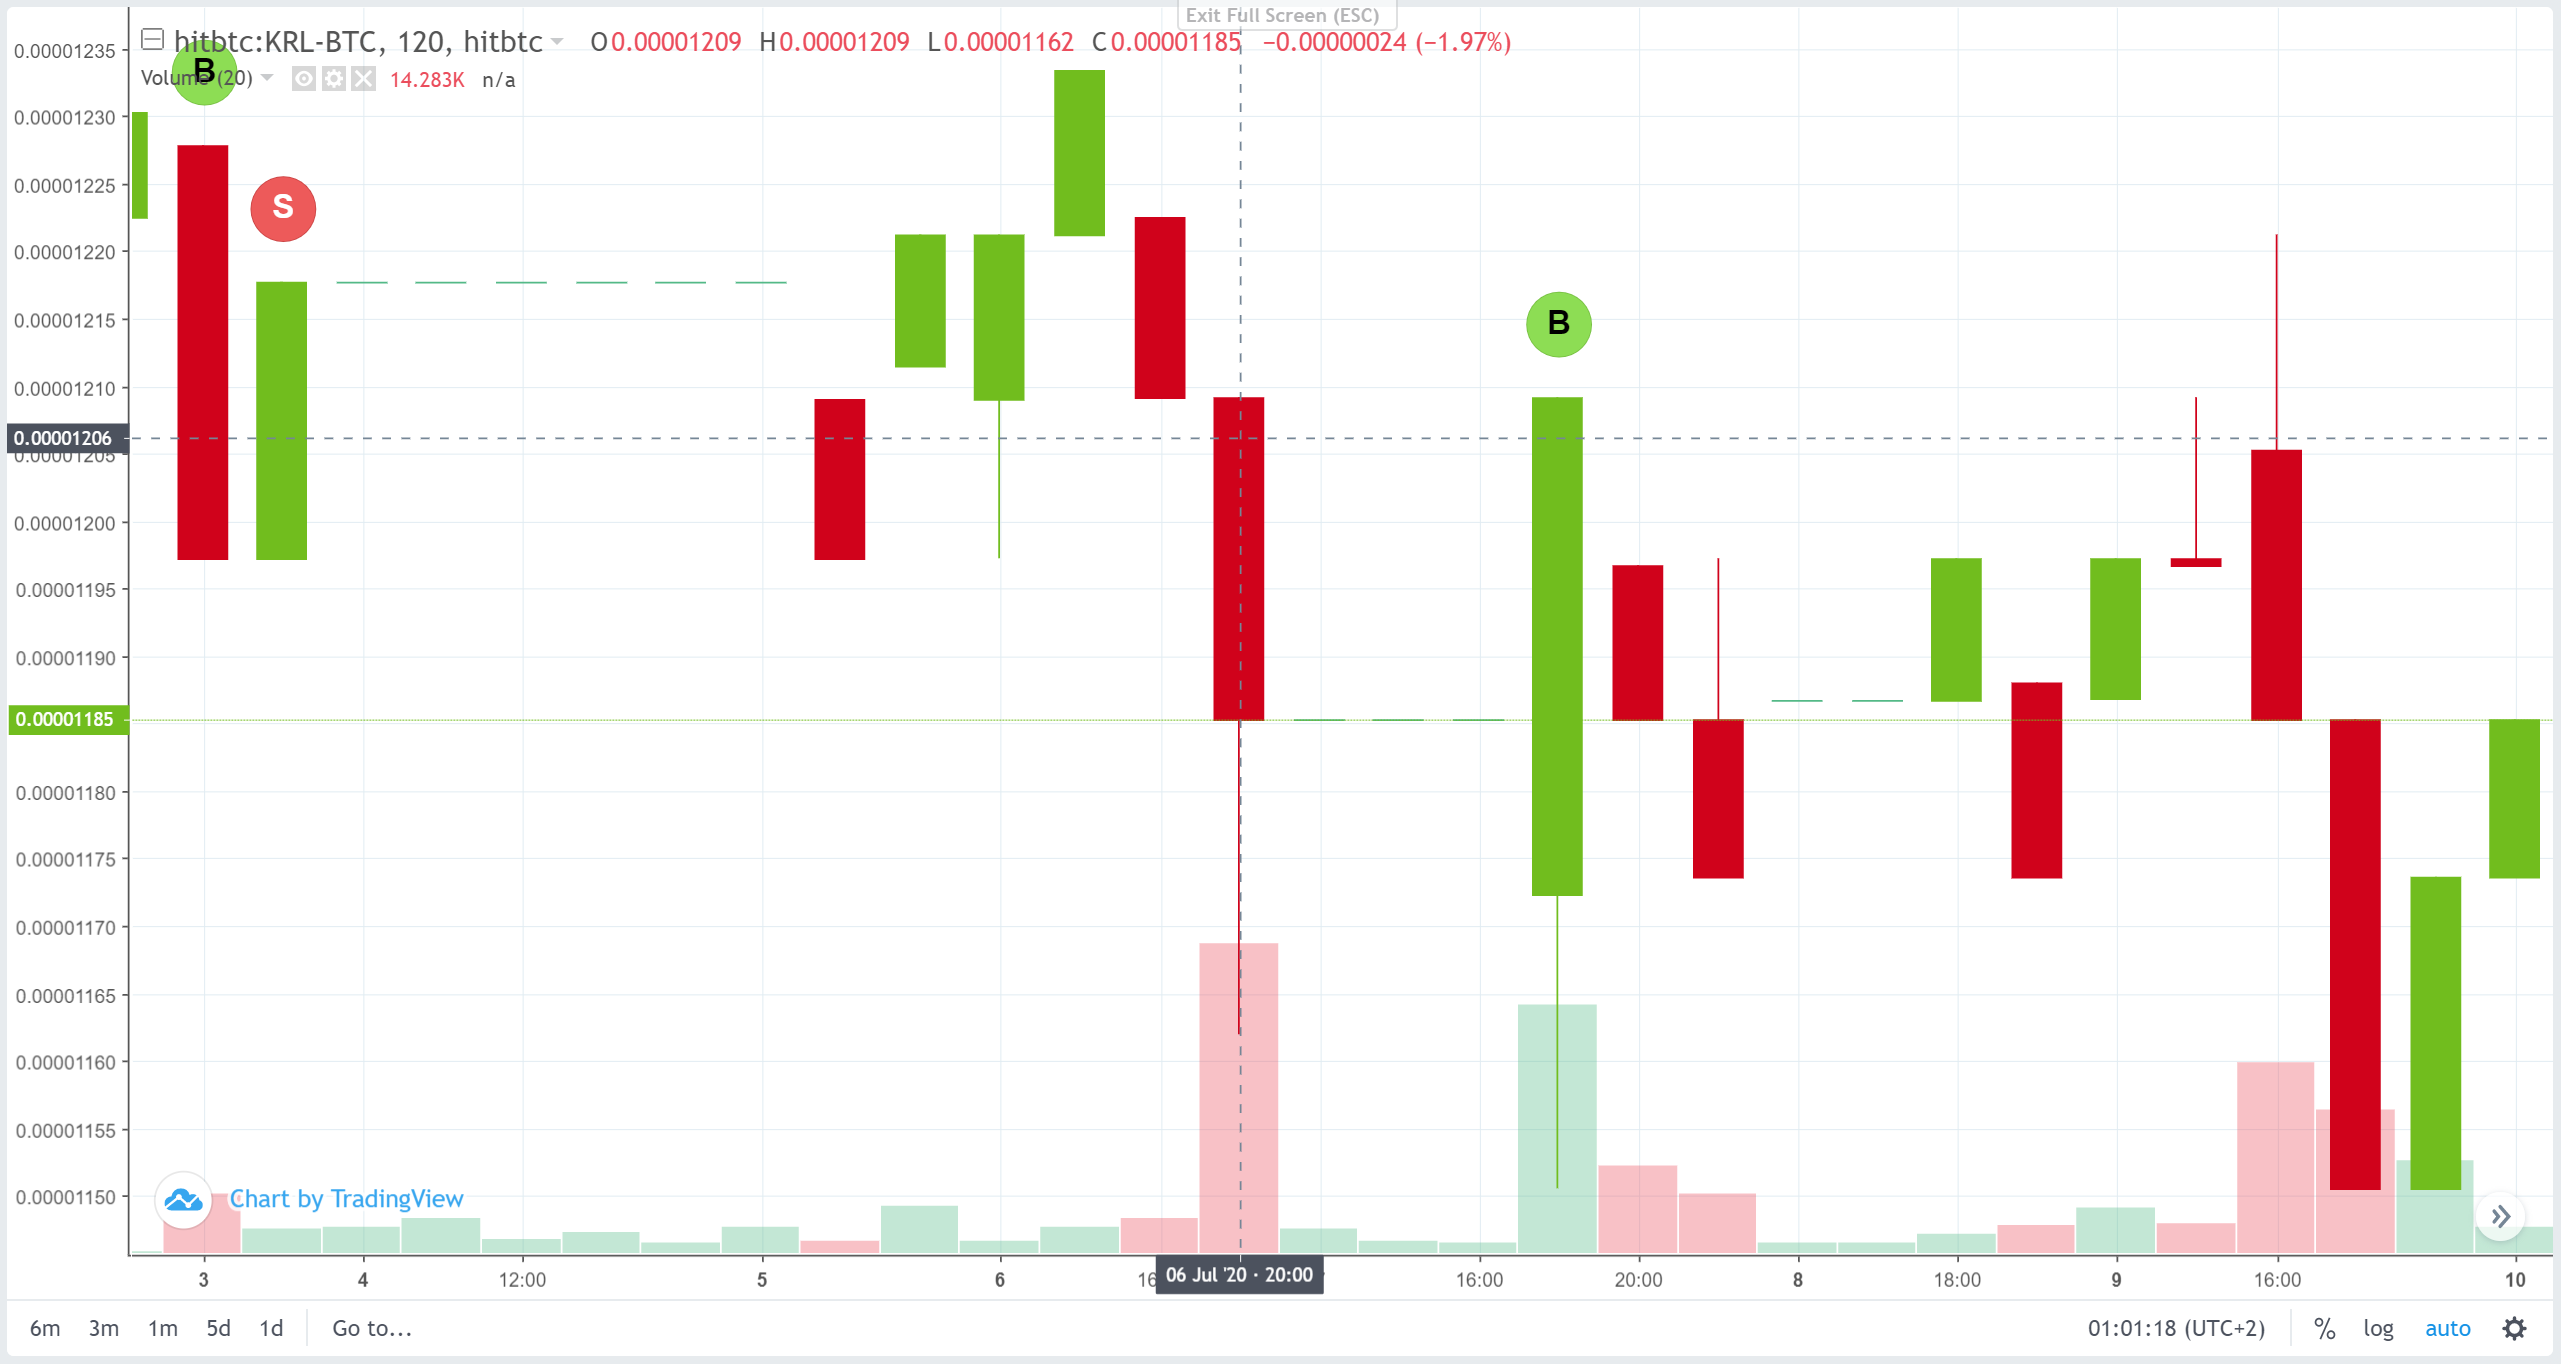 Exit Full Screen (ESC)
hitbtc:KRL-BTC, 120, hitbtc O0.00001209 H0.00001209 L0.00001162 C0.00001185 −0.00000024 (−1.97%)
Volume (20) 14.283K n/a
B
S
B
0.00001235
0.00001230
0.00001225
0.00001220
0.00001215
0.00001210
0.00001206
0.00001205
0.00001200
0.00001195
0.00001190
0.00001185
0.00001180
0.00001175
0.00001170
0.00001165
0.00001160
0.00001155
0.00001150
Chart by TradingView
3 4 12:00 5 6 06 Jul '20 · 20:00 16:00 20:00 8 18:00 9 16:00 10
6m 3m 1m 5d 1d Go to... 01:01:18 (UTC+2) % log auto